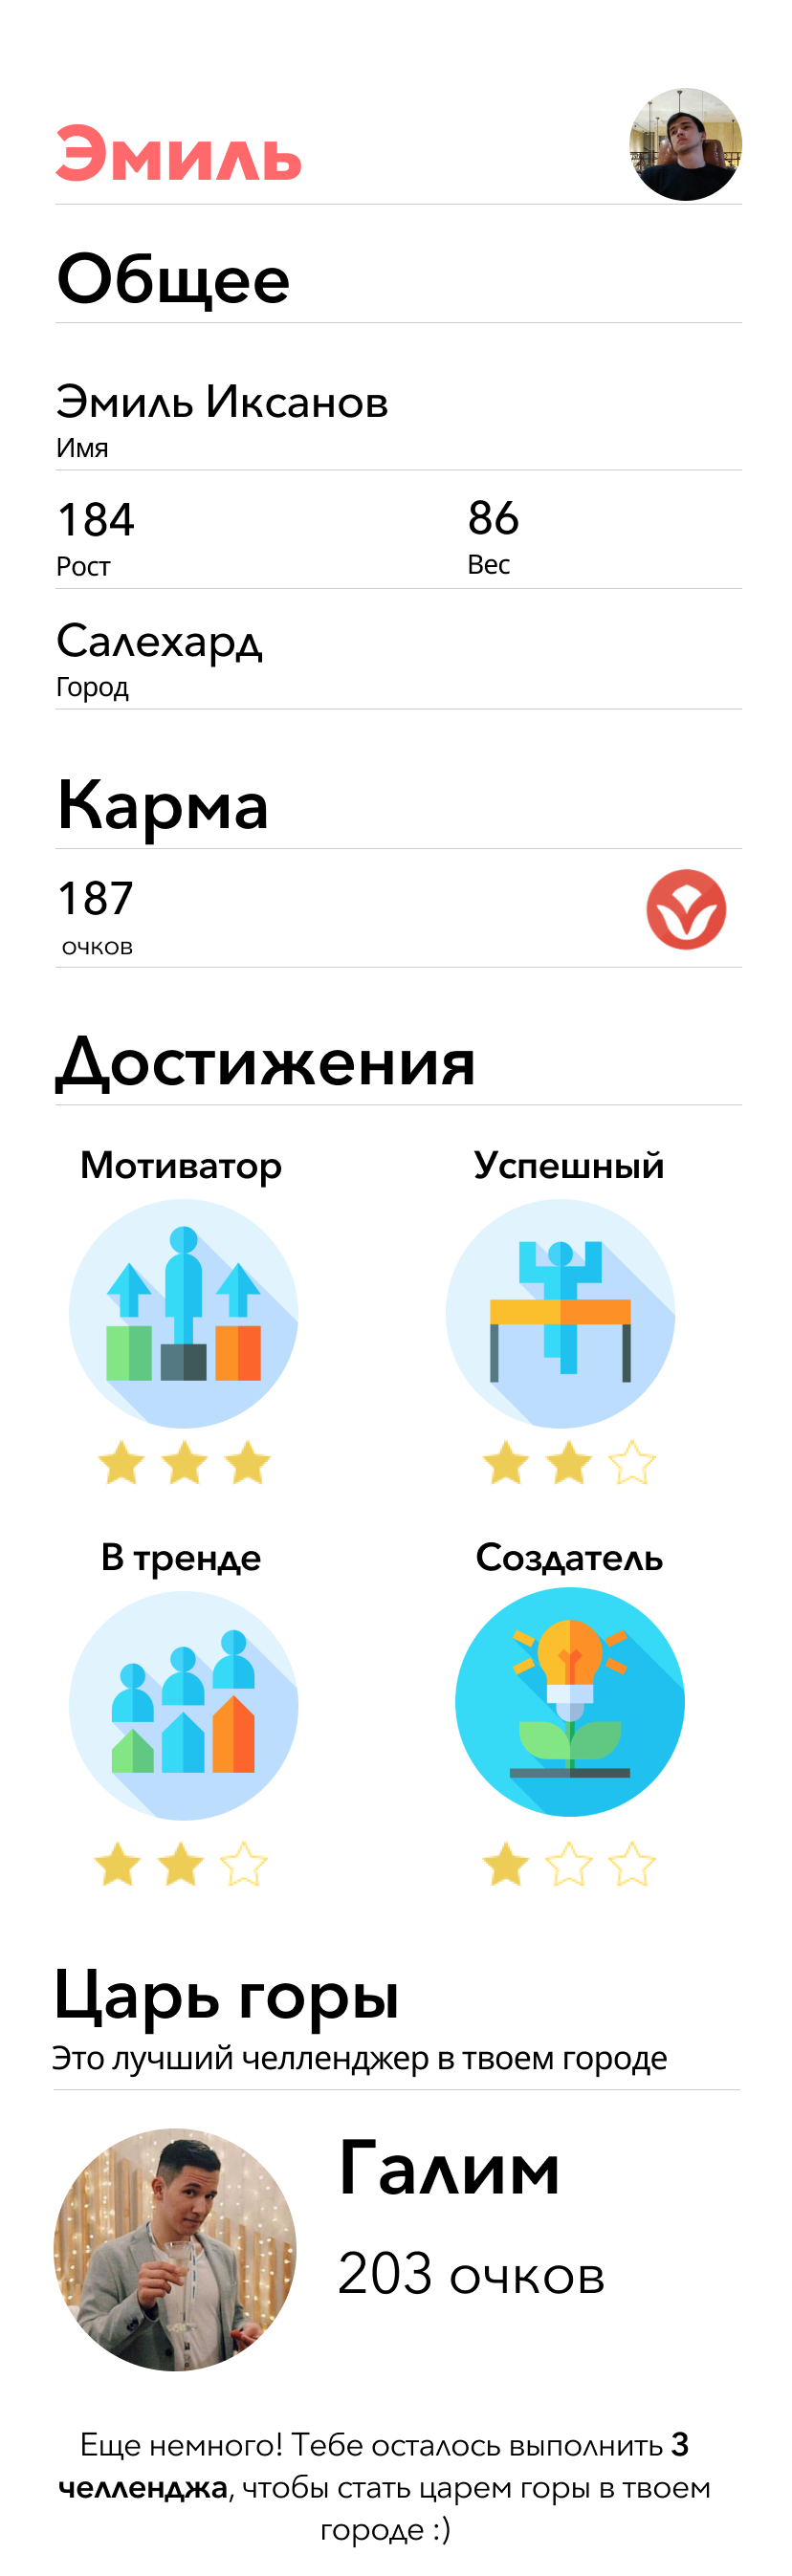 Эмиль
Общее
Эмиль Иксанов
Имя
184
Рост
86
Вес
Салехард
Город
Карма
187
очков
Достижения
Мотиватор
Успешный
В тренде
Создатель
Царь горы
Это лучший челленджер в твоем городе
Галим
203 очков
Еще немного! Тебе осталось выполнить 3
челленджа, чтобы стать царем горы в твоем
городе :)